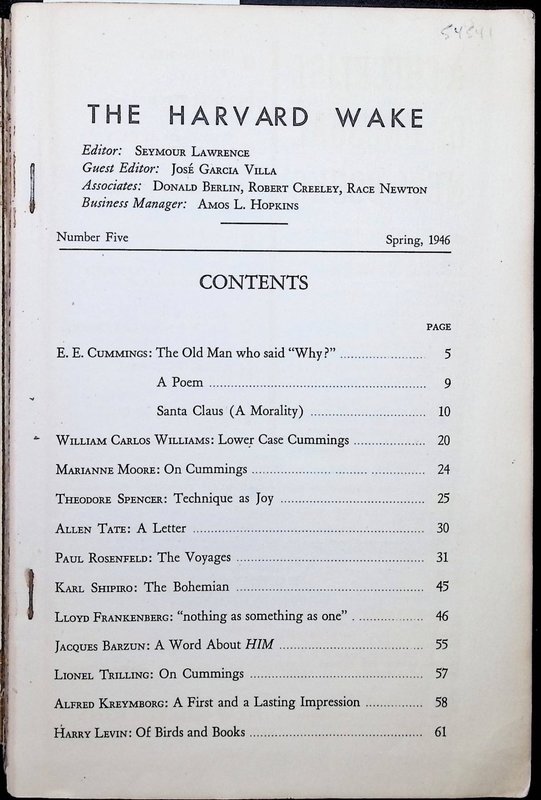 54541
THE HARVARD WAKE
Editor: SEYMOUR LAWRENCE
Guest Editor: JOSÉ GARCIA VILLA
Associates: DONALD BERLIN, ROBERT CREELEY, RACE NEWTON
Business Manager: AMOS L. HOPKINS
Number Five Spring, 1946
CONTENTS
PAGE
E. E. CUMMINGS: The Old Man who said "Why?" ........................ 5
A Poem ........................ 9
Santa Claus (A Morality) ........................ 10
WILLIAM CARLOS WILLIAMS: Lower Case Cummings ........................ 20
MARIANNE MOORE: On Cummings ........................ 24
THEODORE SPENCER: Technique as Joy ........................ 25
ALLEN TATE: A Letter ........................ 30
PAUL ROSENFELD: The Voyages ........................ 31
KARL SHIPIRO: The Bohemian ........................ 45
LLOYD FRANKENBERG: "nothing as something as one" ........................ 46
JACQUES BARZUN: A Word About HIM ........................ 55
LIONEL TRILLING: On Cummings ........................ 57
ALFRED KREYMBORG: A First and a Lasting Impression ........................ 58
HARRY LEVIN: Of Birds and Books ........................ 61